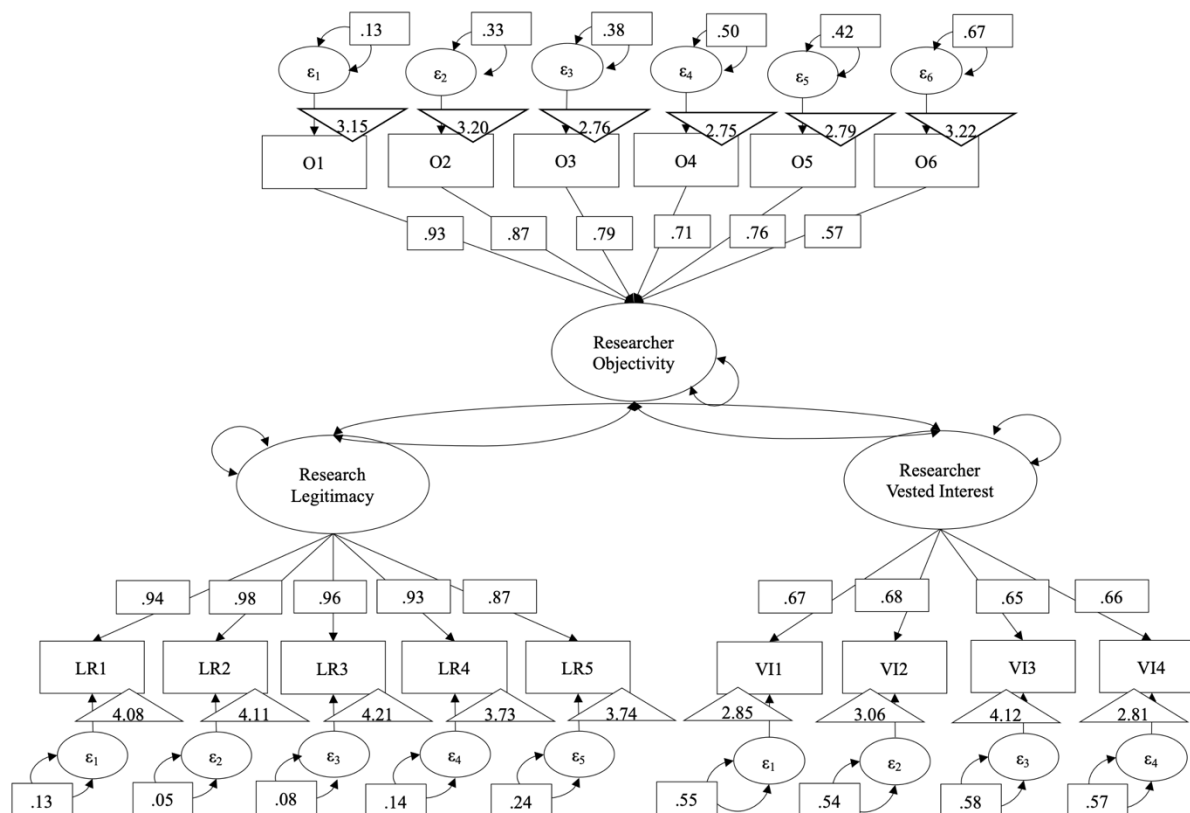 .13 .33 .38 .50 .42 .67
ε1 ε2 ε3 ε4 ε5 ε6
3.15 3.20 2.76 2.75 2.79 3.22
O1 O2 O3 O4 O5 O6
.93 .87 .79 .71 .76 .57
Researcher
Objectivity
Research
Legitimacy
Researcher
Vested Interest
.94 .98 .96 .93 .87 .67 .68 .65 .66
LR1 LR2 LR3 LR4 LR5 VI1 VI2 VI3 VI4
4.08 4.11 4.21 3.73 3.74 2.85 3.06 4.12 2.81
ε1 ε2 ε3 ε4 ε5 ε1 ε2 ε3 ε4
.13 .05 .08 .14 .24 .55 .54 .58 .57